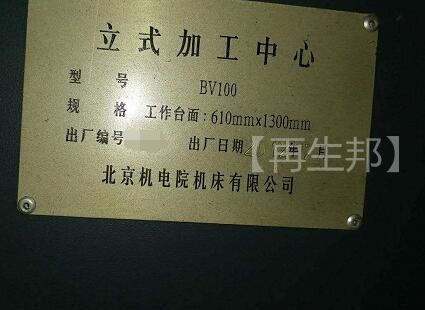 立式加工中心
型号 BV100
规格 工作台面:610mm×1300mm
出厂编号 出厂日期 年 月
北京机电院机床有限公司
【再生邦】